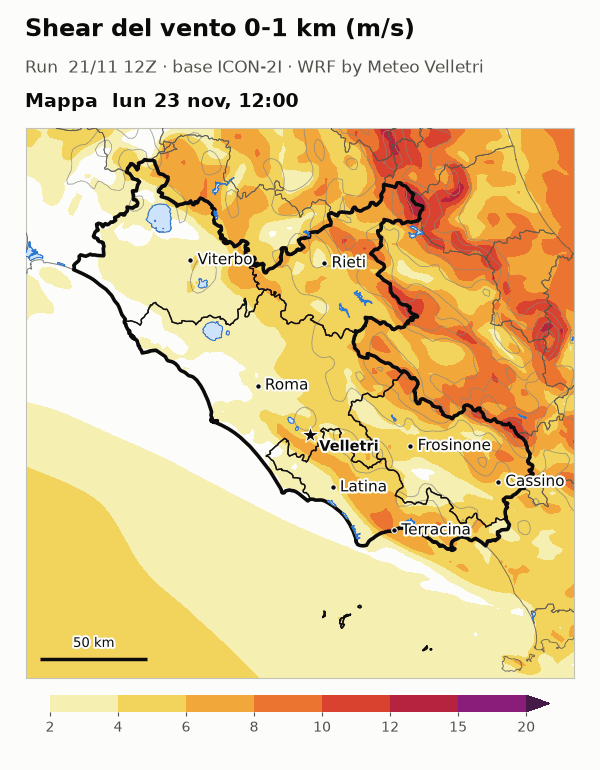 Shear del vento 0-1 km (m/s)
Run  21/11 12Z · base ICON-2I · WRF by Meteo Velletri
Mappa  lun 23 nov, 12:00
Viterbo
Rieti
Roma
Velletri
Frosinone
Cassino
Latina
Terracina
50 km
2 4 6 8 10 12 15 20